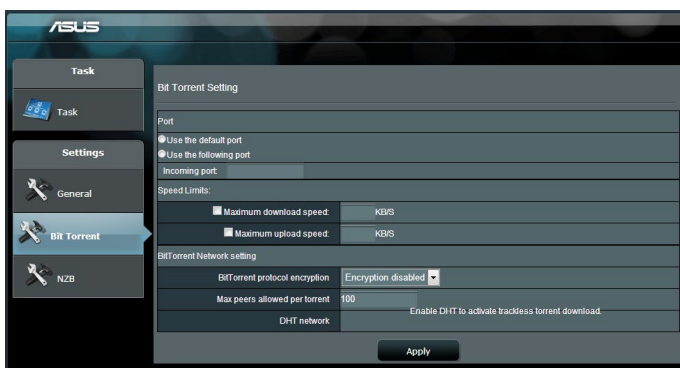 ASUS
Task
Task
Settings
General
Bit Torrent
NZB
Bit Torrent Setting
Port
Use the default port
Use the following port
Incoming port:
Speed Limits:
Maximum download speed: KB/S
Maximum upload speed: KB/S
BitTorrent Network setting
BitTorrent protocol encryption Encryption disabled
Max peers allowed per torrent 100
DHT network Enable DHT to activate trackless torrent download.
Apply